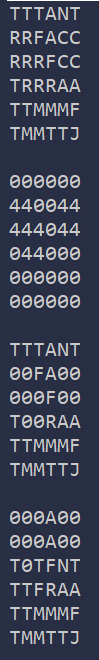 TTTANT
RRFACC
RRRFCC
TRRRAA
TTMMMF
TMMTTJ

000000
440044
444044
044000
000000
000000

TTTANT
00FA00
000F00
T00RAA
TTMMMF
TMMTTJ

000A00
000A00
T0TFNT
TTFRAA
TTMMMF
TMMTTJ